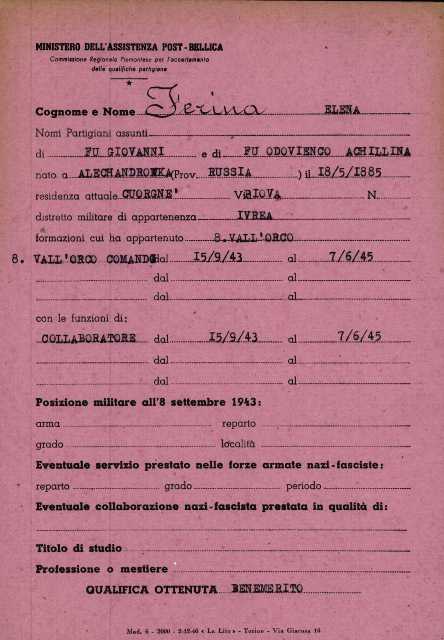 MINISTERO DELL'ASSISTENZA POST-BELLICA
Commissione Regionale Piemontese per l'accertamento
delle qualifiche partigiane
Cognome e Nome Ferina ELENA
Nomi Partigiani assunti
di FU GIOVANNI e di FU ODOVIENCO ACHILLINA
nato a ALECHANDROWKA (Prov. RUSSIA ) il 18/5/1885
residenza attuale CUORGNE' Via RIOVA N.
distretto militare di appartenenza IVREA
formazioni cui ha appartenuto 8.VALL'ORCO
8. VALL'ORCO COMANDO dal 15/9/43 al 7/6/45
dal al
dal al
con le funzioni di:
COLLABORATORE dal 15/9/43 al 7/6/45
dal al
dal al
Posizione militare all'8 settembre 1943:
arma reparto
grado località
Eventuale servizio prestato nelle forze armate nazi-fasciste:
reparto grado periodo
Eventuale collaborazione nazi-fascista prestata in qualità di:
Titolo di studio
Professione o mestiere
QUALIFICA OTTENUTA BENEMERITO
Mod. 6 - 2000 - 2-12-46 « La Lito » - Torino - Via Giarosa 16